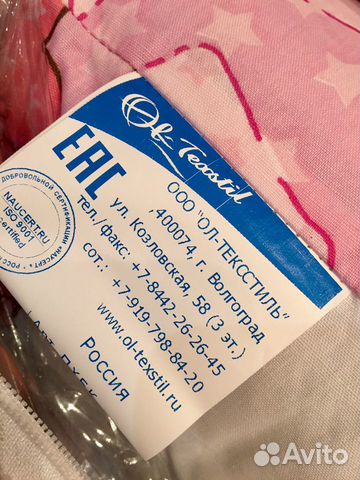 Ol-Texstil
EAC
ООО "ОЛ-ТЕКССТИЛЬ"
,400074, г. Волгоград
ул. Козловская, 58 (3 эт.)
тел./факс: +7-8442-26-26-45
сот.: +7-919-798-84-20
www.ol-texstil.ru
РОССИЯ
ДОБРОВОЛЬНОЙ СЕРТИФИКАЦИИ
NAUCERT.RU
ISO 9001
Certified
Avito